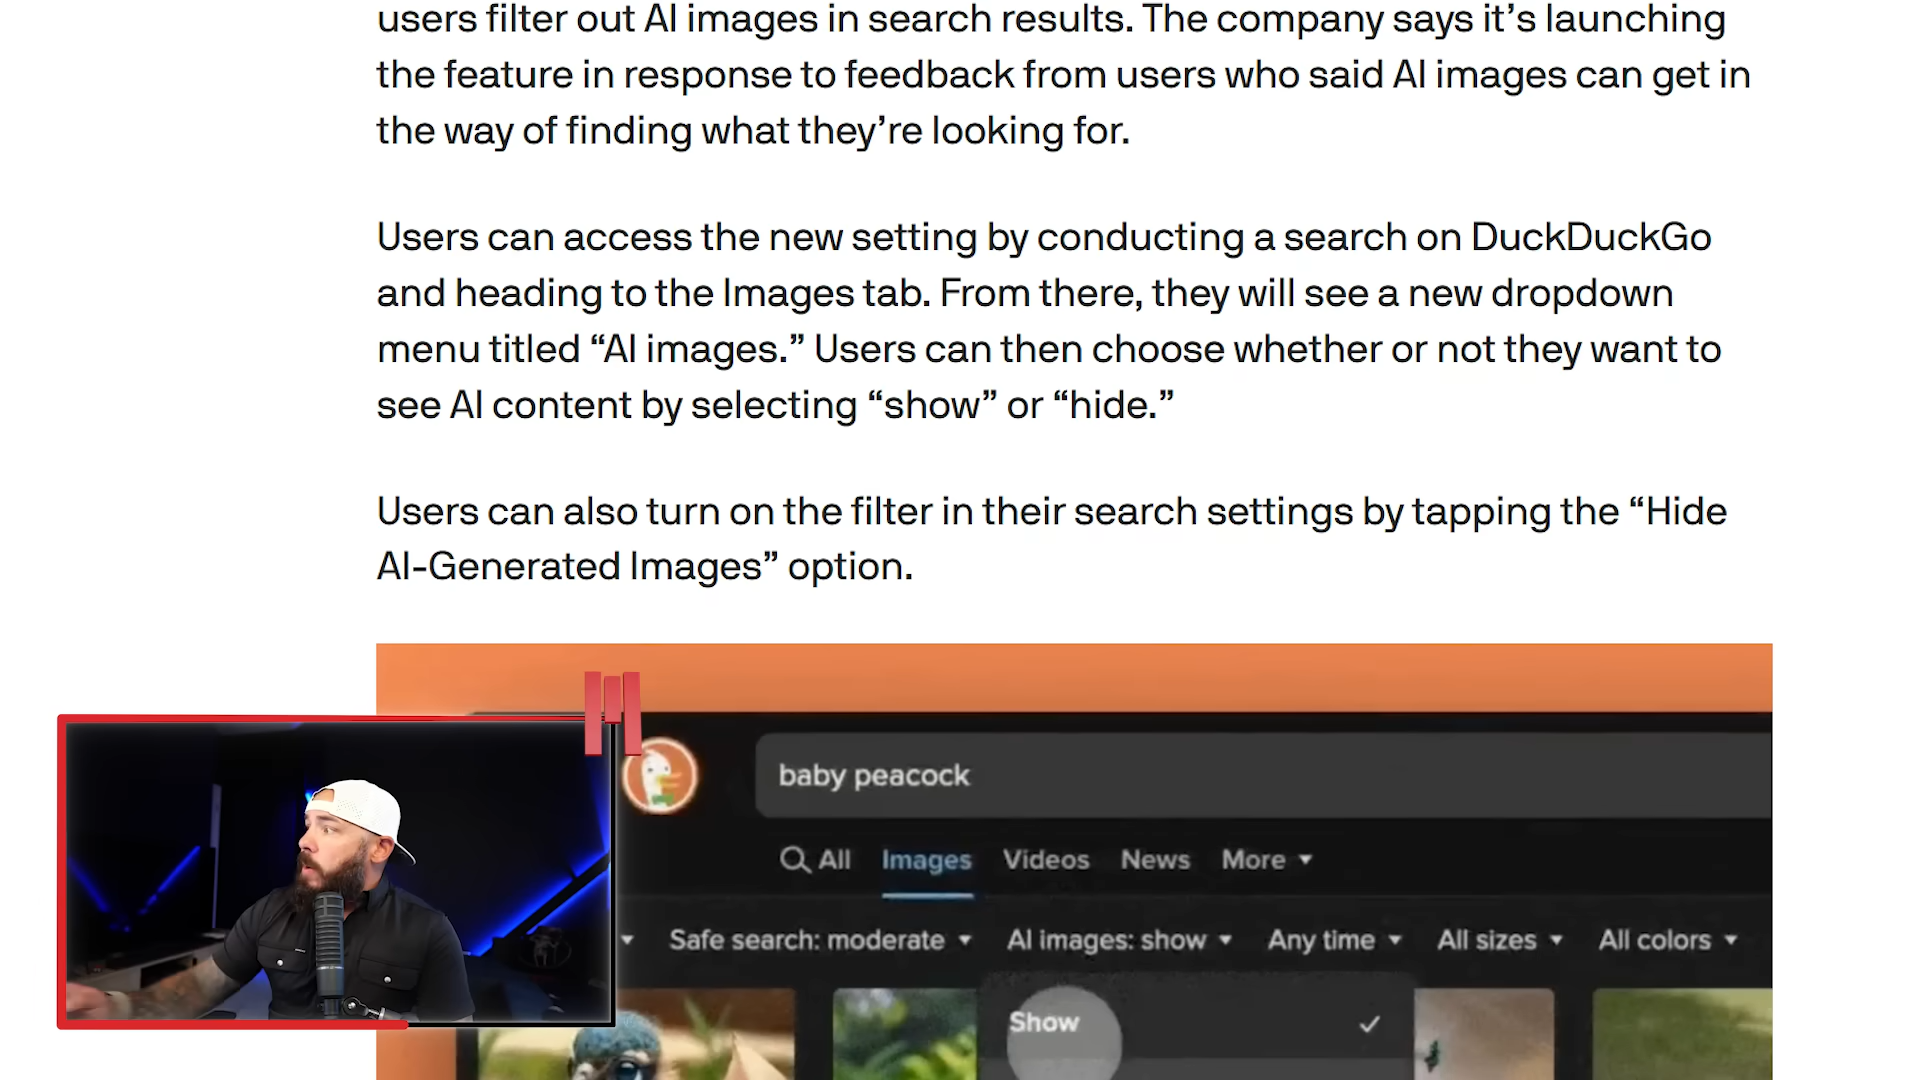 users filter out AI images in search results. The company says it’s launching
the feature in response to feedback from users who said AI images can get in
the way of finding what they’re looking for.
Users can access the new setting by conducting a search on DuckDuckGo
and heading to the Images tab. From there, they will see a new dropdown
menu titled “AI images.” Users can then choose whether or not they want to
see AI content by selecting “show” or “hide.”
Users can also turn on the filter in their search settings by tapping the “Hide
AI-Generated Images” option.
baby peacock
All Images Videos News More
Safe search: moderate AI images: show Any time All sizes All colors
Show